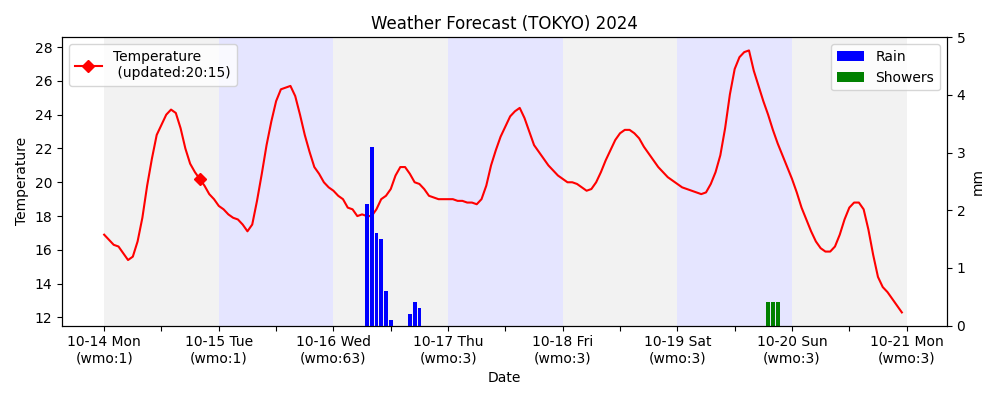 Weather Forecast (TOKYO) 2024
Temperature
(updated:20:15)
Rain
Showers
Temperature
28
26
24
22
20
18
16
14
12
5
4
3
2
1
0
mm
10-14 Mon
(wmo:1)
10-15 Tue
(wmo:1)
10-16 Wed
(wmo:63)
10-17 Thu
(wmo:3)
10-18 Fri
(wmo:3)
10-19 Sat
(wmo:3)
10-20 Sun
(wmo:3)
10-21 Mon
(wmo:3)
Date